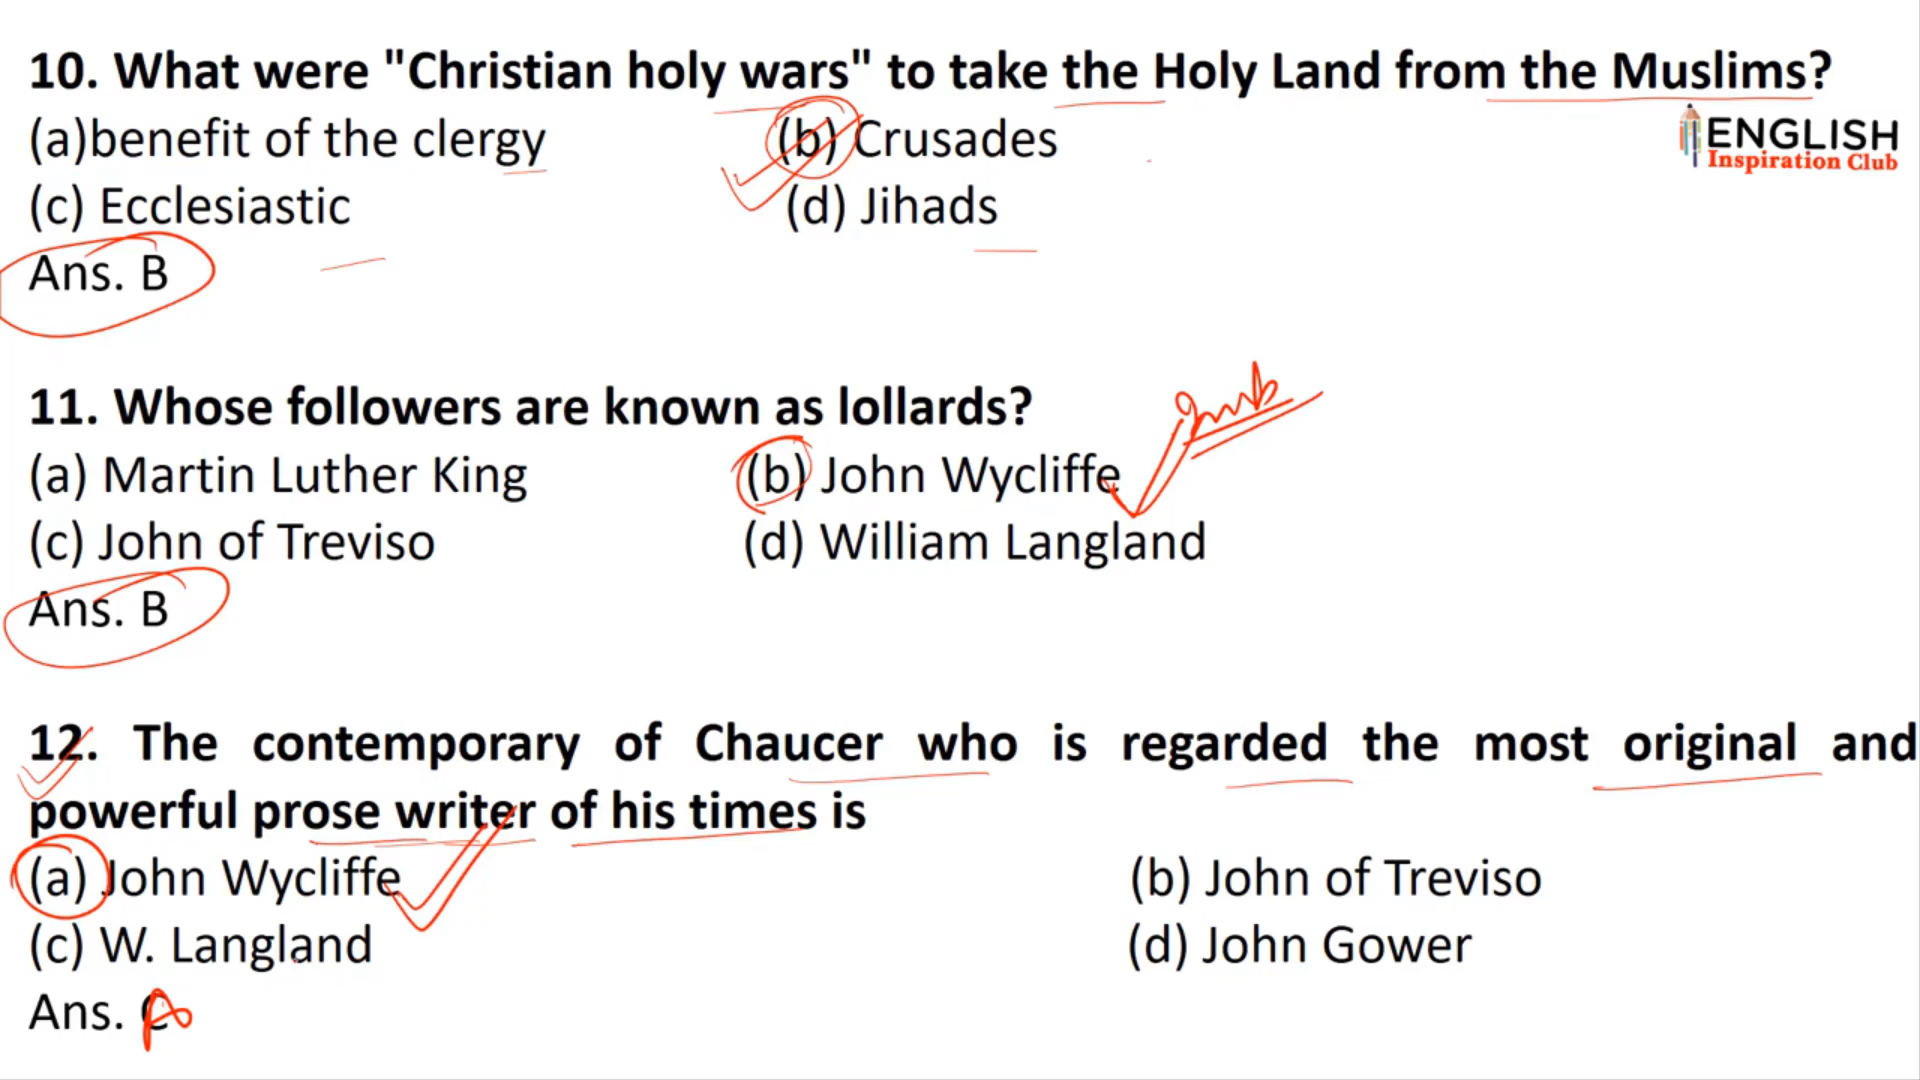 10. What were "Christian holy wars" to take the Holy Land from the Muslims?
(a)benefit of the clergy (b) Crusades
ENGLISH
Inspiration Club
(c) Ecclesiastic (d) Jihads
Ans. B
11. Whose followers are known as lollards?
(a) Martin Luther King (b) John Wycliffe
(c) John of Treviso (d) William Langland
Ans. B
12. The contemporary of Chaucer who is regarded the most original and
powerful prose writer of his times is
(a) John Wycliffe (b) John of Treviso
(c) W. Langland (d) John Gower
Ans. A